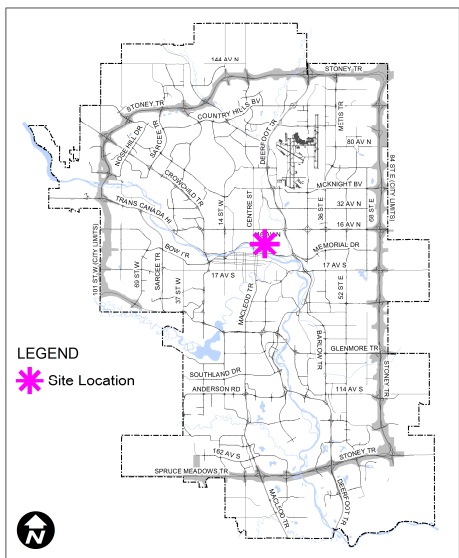 144 AV N
STONEY TR
STONEY TR
COUNTRY HILLS BV
METIS TR
DEERFOOT TR
NOSE HILL DR
SARCEE TR
80 AV N
CROWCHILD TR
MCKNIGHT BV
84 ST E (CITY LIMITS)
68 ST E
TRANS CANADA HI
14 ST W
CENTRE ST
36 ST E
32 AV N
16 AV N
MEMORIAL DR
BOW TR
17 AV S
17 AV S
101 ST W (CITY LIMITS)
69 ST W
SARCEE TR
37 ST W
MACLEOD TR
52 ST E
BARLOW TR
GLENMORE TR
STONEY TR
LEGEND
Site Location
SOUTHLAND DR
ANDERSON RD
114 AV S
162 AV S
STONEY TR
SPRUCE MEADOWS TR
MACLEOD TR
DEERFOOT TR
N